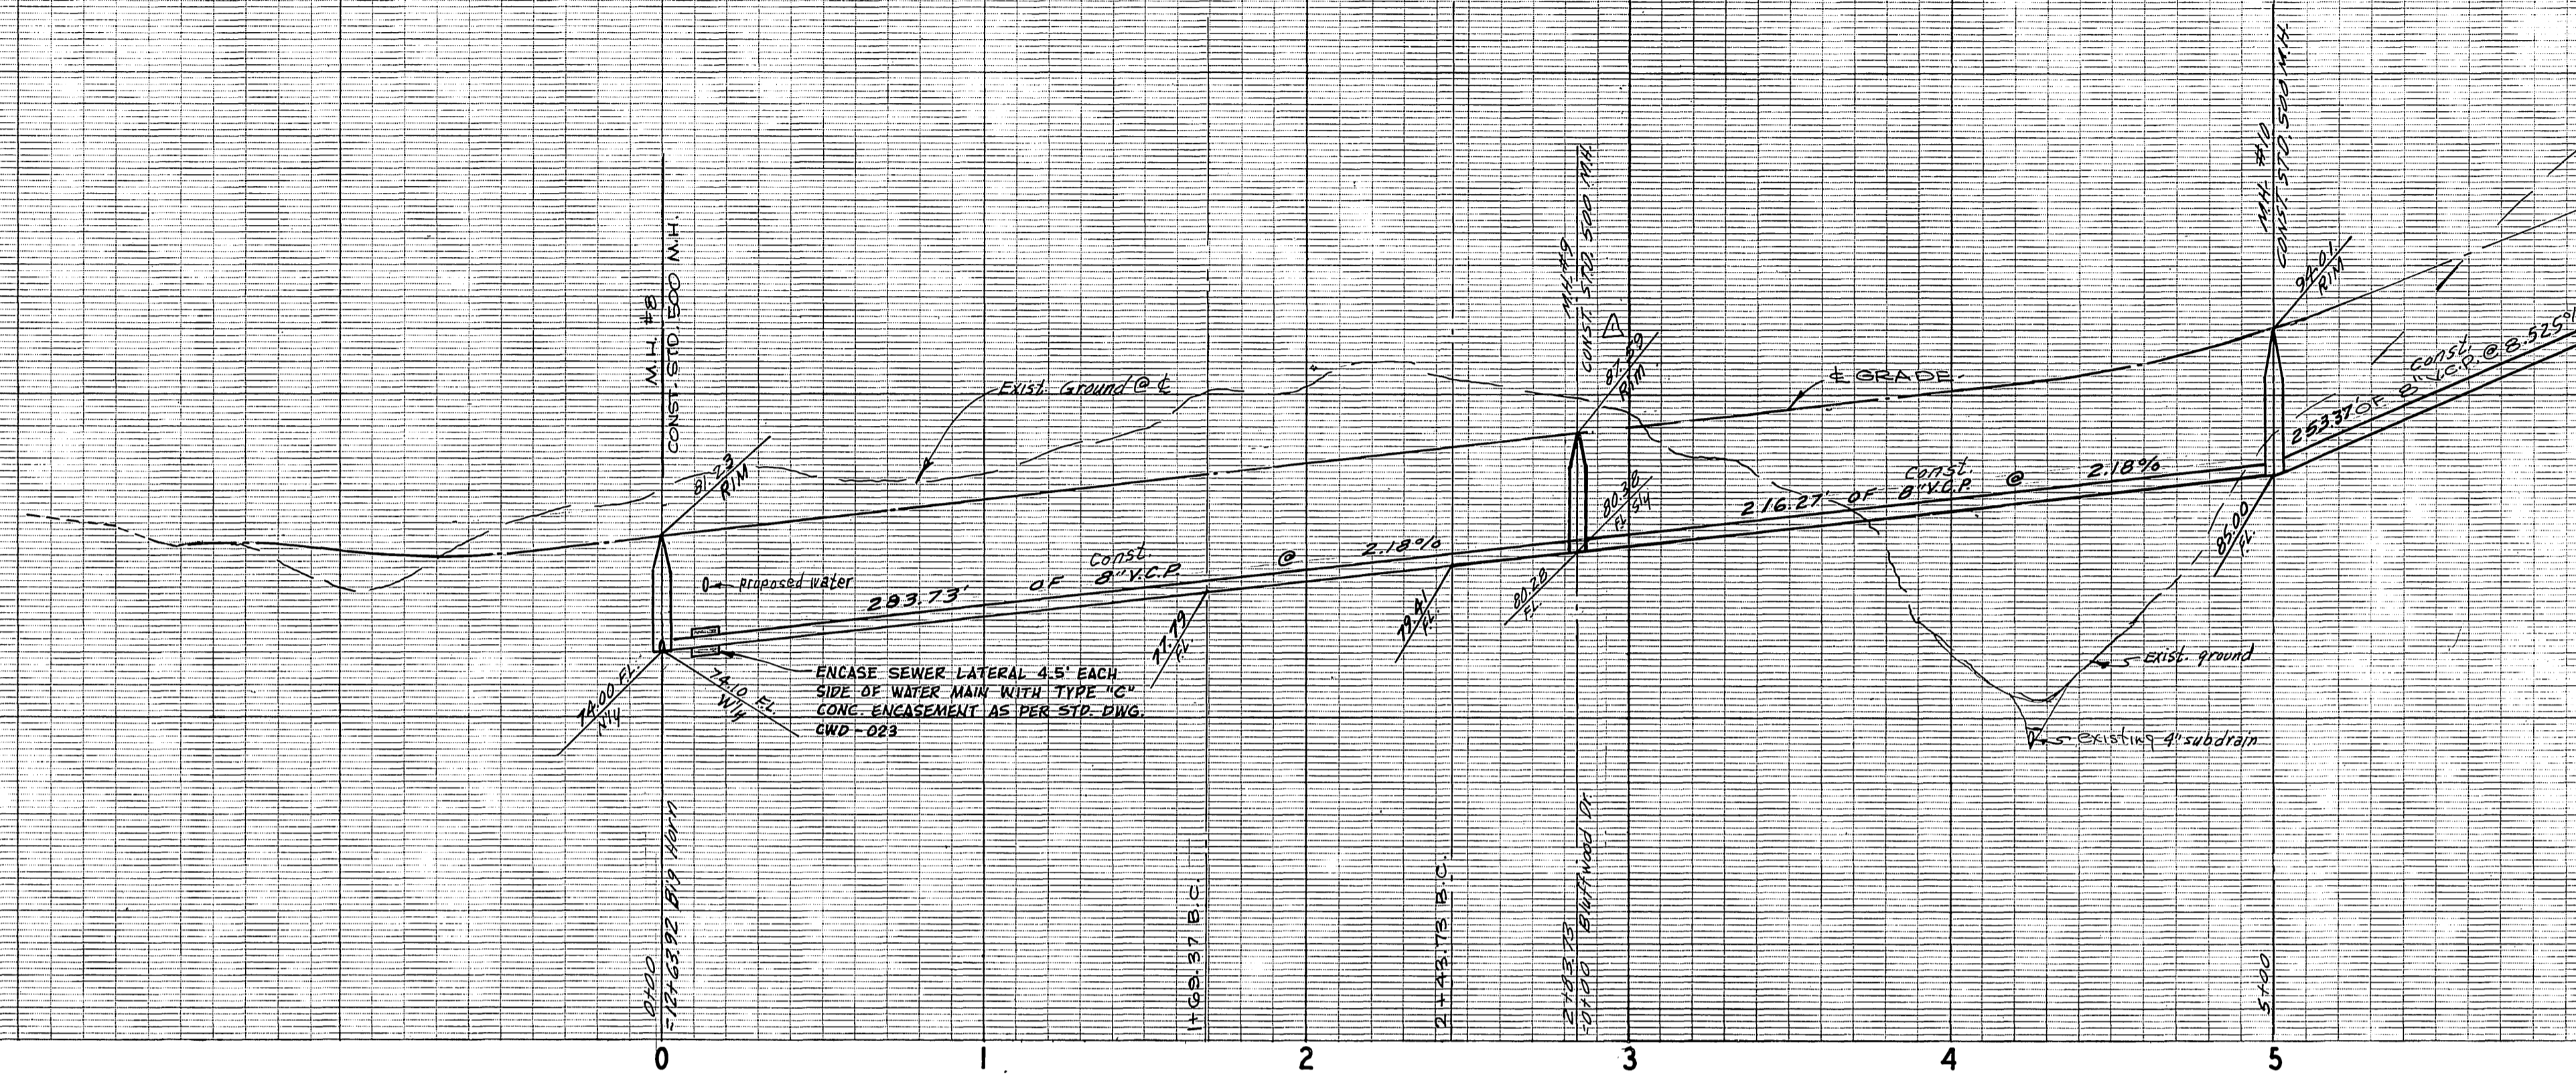 M.H. #8
CONST. STD. 500 M.H.
81.23
RIM
Exist. Ground @ ℄
proposed water
283.73' OF
Const.
8" V.C.P. @ 2.18%
ENCASE SEWER LATERAL 4.5' EACH
SIDE OF WATER MAIN WITH TYPE "C"
CONC. ENCASEMENT AS PER STD. DWG.
CWD-023
74.00 F.L.
N'ly
74.10 F.L.
W'ly
77.79
F.L.
79.41
F.L.
80.28
F.L.
M.H. #9
CONST. STD. 500 M.H.
87.59
RIM
F.L. S'ly
℄ GRADE
216.27' OF
Const.
8" V.C.P. @ 2.18%
M.H. #10
CONST. STD. 500 M.H.
94.01
RIM
85.00
F.L.
Const.
253.37' OF 8" V.C.P. @ 8.525%
Exist. ground
existing 4" subdrain
0+00
=12+63.92 Big Horn
1+69.37 B.C.
2+43.73 B.C.
2+83.73
=0+00 Bluffwood Dr.
5+00
0 1 2 3 4 5